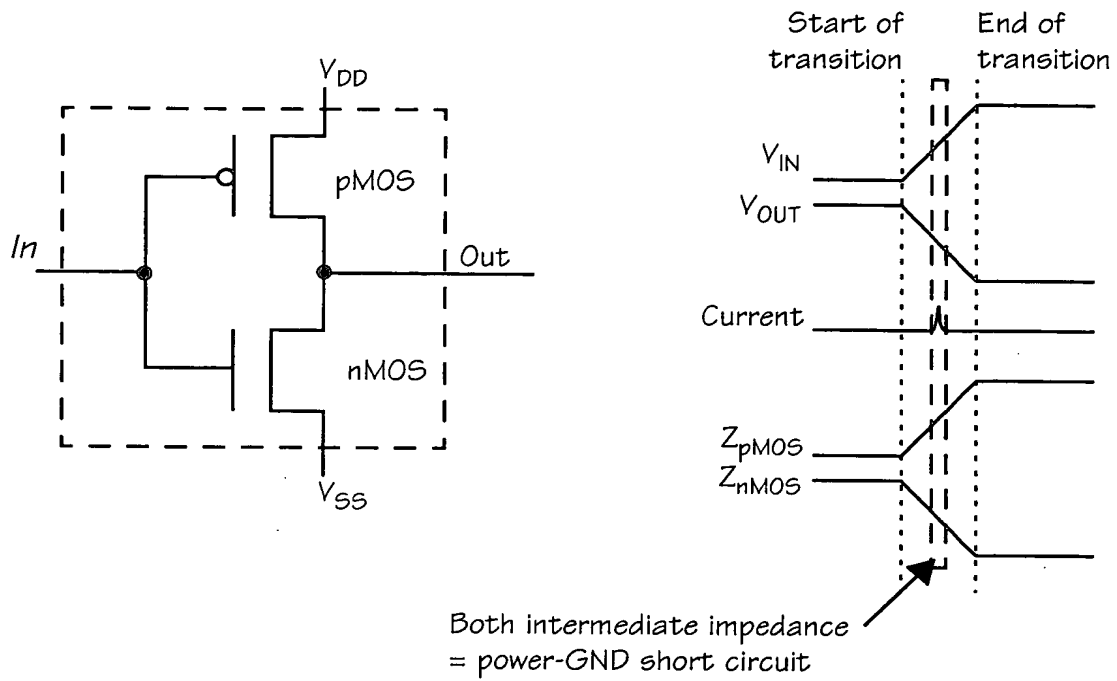 V_DD
pMOS
In
Out
nMOS
V_SS
Start of
transition
End of
transition
V_IN
V_OUT
Current
Z_pMOS
Z_nMOS
Both intermediate impedance
= power-GND short circuit